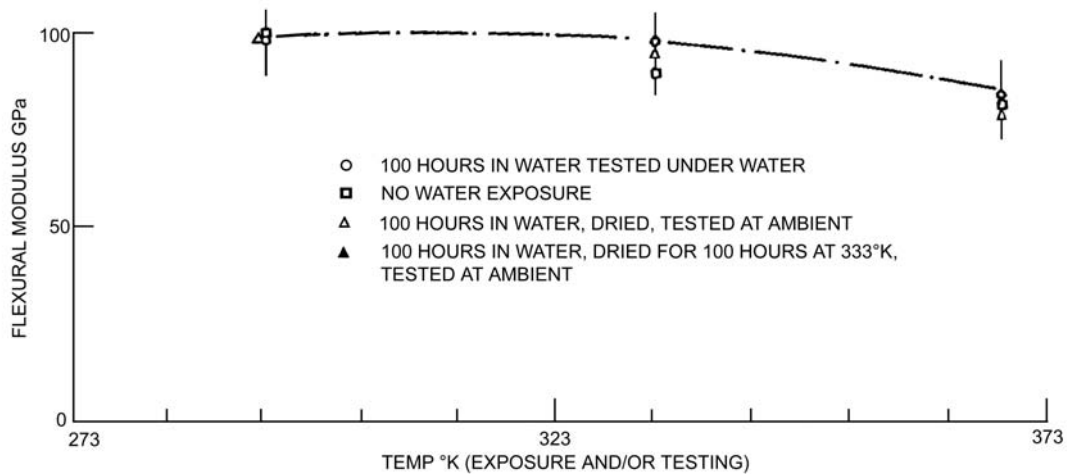 100
50
0
FLEXURAL MODULUS GPa
100 HOURS IN WATER TESTED UNDER WATER
NO WATER EXPOSURE
100 HOURS IN WATER, DRIED, TESTED AT AMBIENT
100 HOURS IN WATER, DRIED FOR 100 HOURS AT 333°K,
TESTED AT AMBIENT
273
323
373
TEMP °K (EXPOSURE AND/OR TESTING)